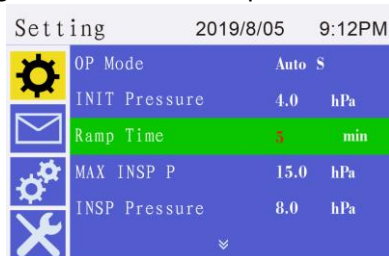 Setting 2019/8/05 9:12PM
OP Mode Auto S
INIT Pressure 4.0 hPa
Ramp Time 5 min
MAX INSP P 15.0 hPa
INSP Pressure 8.0 hPa